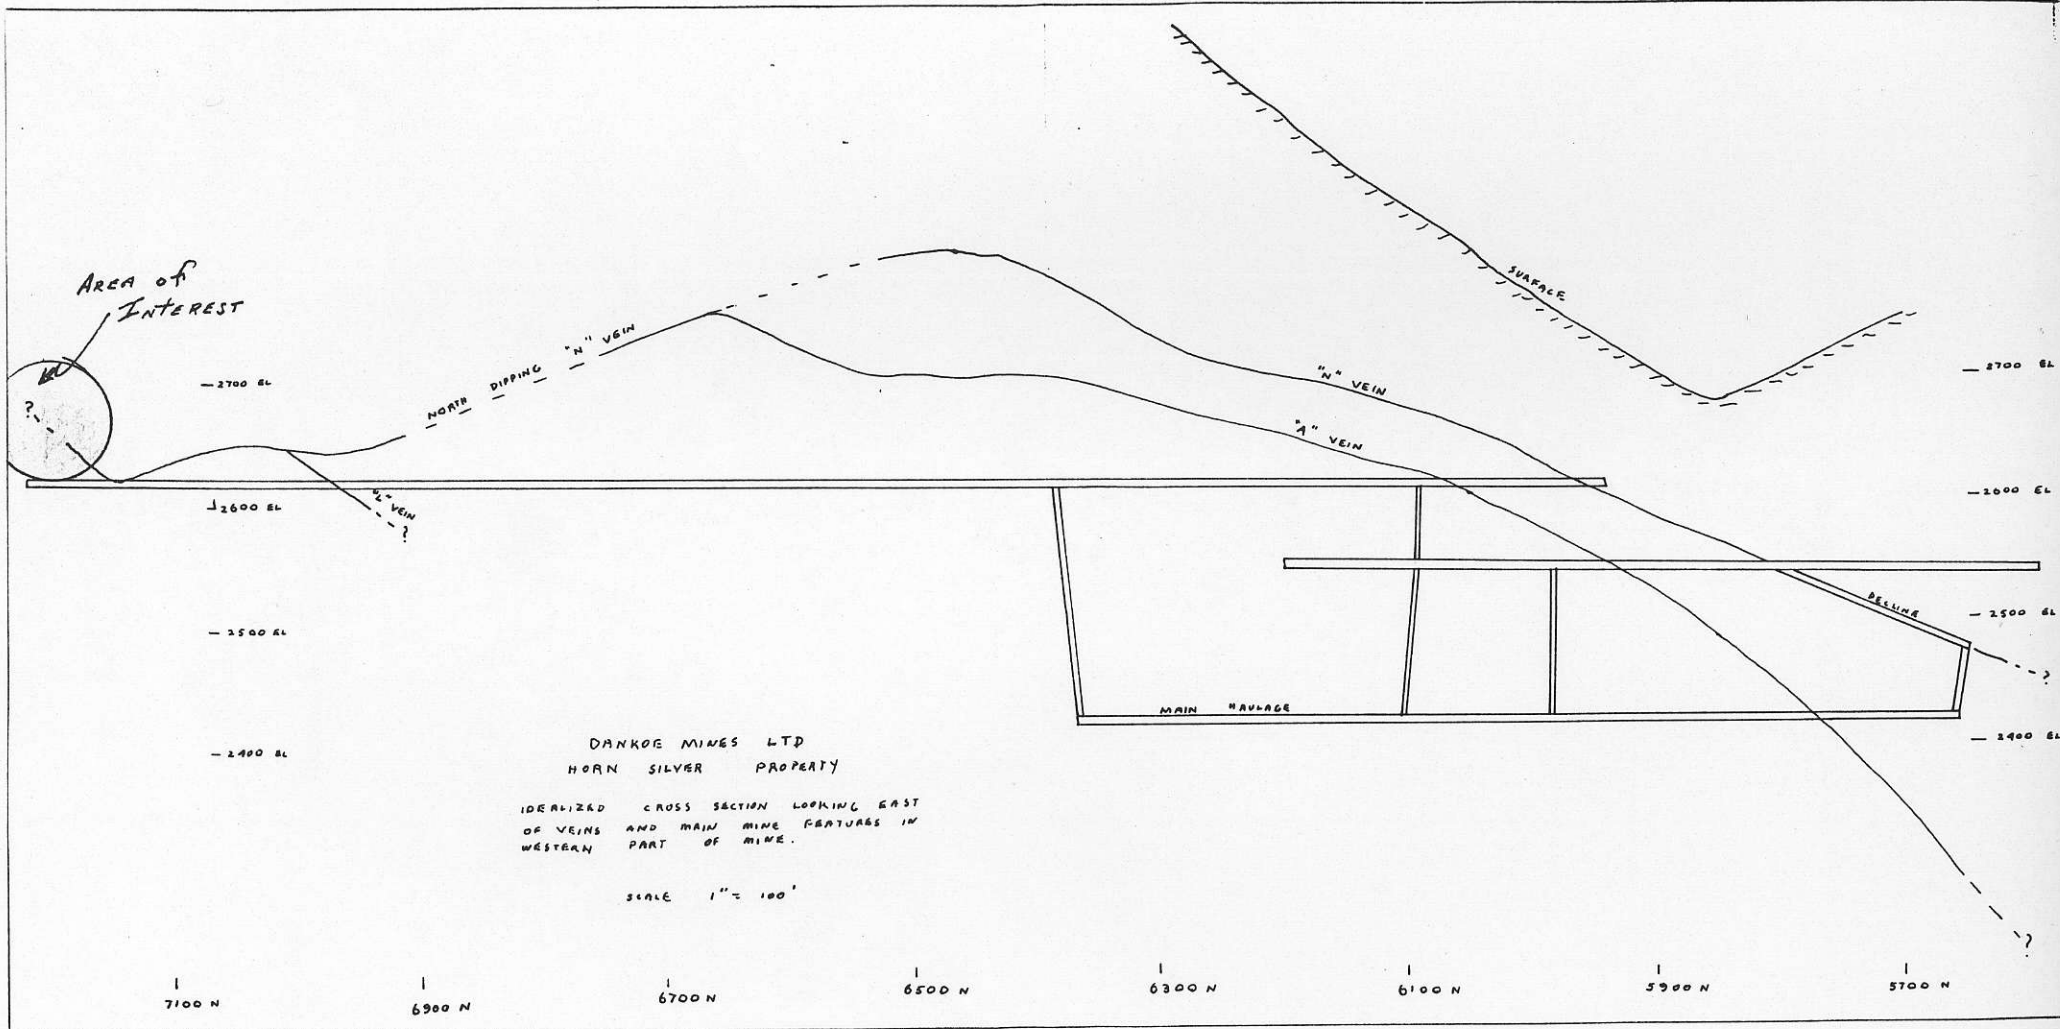 AREA of
INTEREST
?
— 2700 EL
NORTH DIPPING "N" VEIN
SURFACE
— 2700 EL
"N" VEIN
"A" VEIN
2600 EL
"L" VEIN
?
— 2600 EL
— 2500 EL
DECLINE
— 2500 EL
?
MAIN HAULAGE
— 2400 EL
— 2400 EL
DANKOE MINES LTD
HORN SILVER PROPERTY
IDEALIZED CROSS SECTION LOOKING EAST
OF VEINS AND MAIN MINE FEATURES IN
WESTERN PART OF MINE.
SCALE 1" = 100'
?
7100 N
6900 N
6700 N
6500 N
6300 N
6100 N
5900 N
5700 N